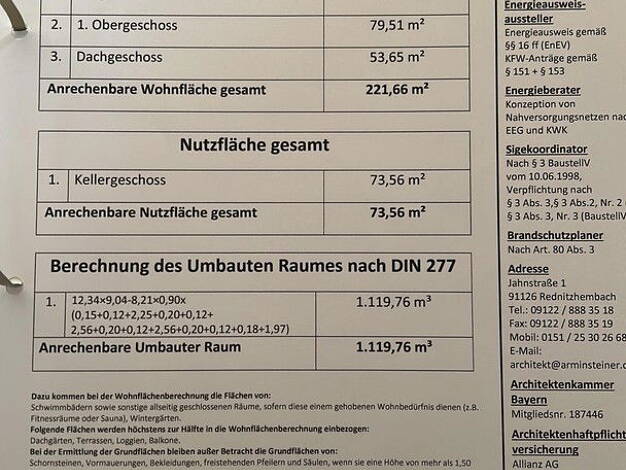 2. 1. Obergeschoss 79,51 m²
3. Dachgeschoss 53,65 m²
Anrechenbare Wohnfläche gesamt 221,66 m²
Nutzfläche gesamt
1. Kellergeschoss 73,56 m²
Anrechenbare Nutzfläche gesamt 73,56 m²
Berechnung des Umbauten Raumes nach DIN 277
1. 12,34×9,04-8,21×0,90x 1.119,76 m³
(0,15+0,12+2,25+0,20+0,12+
2,56+0,20+0,12+2,56+0,20+0,12+0,18+1,97)
Anrechenbare Umbauter Raum 1.119,76 m³
Dazu kommen bei der Wohnflächenberechnung die Flächen von:
Schwimmbädern sowie sonstige allseitig geschlossenen Räume, sofern diese einem gehobenen Wohnbedürfnis dienen (z.B.
Fitnessräume oder Sauna), Wintergärten.
Folgende Flächen werden höchstens zur Hälfte in die Wohnflächenberechnung einbezogen:
Dachgärten, Terrassen, Loggien, Balkone.
Bei der Ermittlung der Grundflächen bleiben außer Betracht die Grundflächen von:
Schornsteinen, Vormauerungen, Bekleidungen, freistehenden Pfeilern und Säulen, wenn sie eine Höhe von mehr als 1,50
Energieausweis-
aussteller
Energieausweis gemäß
§§ 16 ff (EnEV)
KFW-Anträge gemäß
§ 151 + § 153
Energieberater
Konzeption von
Nahversorgungsnetzen nac
EEG und KWK
Sigekoordinator
Nach § 3 BaustellV
vom 10.06.1998,
Verpflichtung nach
§ 3 Abs. 3,§ 3 Abs.2, Nr. 2
§ 3 Abs. 3, Nr. 3 (BaustellV
Brandschutzplaner
Nach Art. 80 Abs. 3
Adresse
Jahnstraße 1
91126 Rednitzhembach
Tel.: 09122 / 888 35 18
Fax: 09122 / 888 35 19
Mobil: 0151 / 25 30 26 68
E-Mail:
architekt@arminsteiner.d
Architektenkammer
Bayern
Mitgliedsnr. 187446
Architektenhaftpflicht
versicherung
Allianz AG